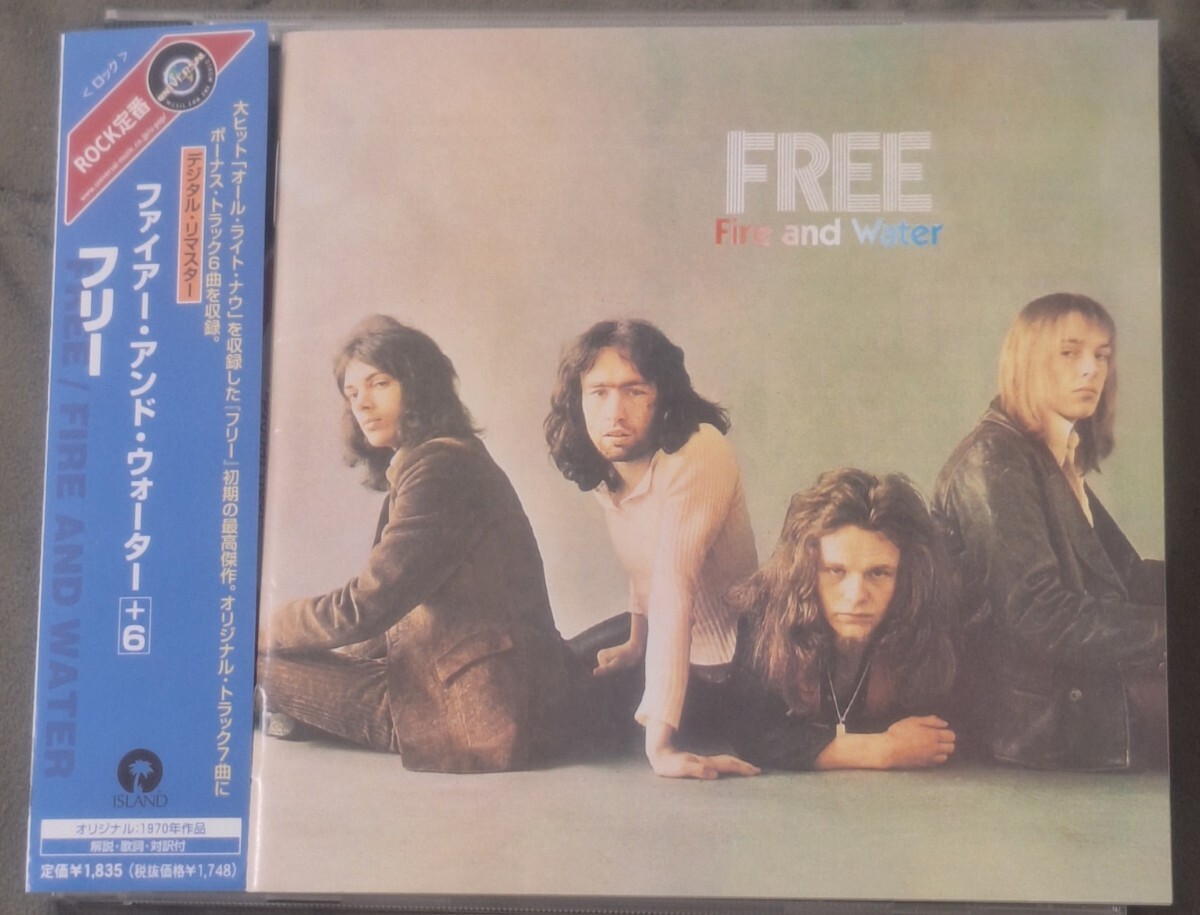 <ロック>
ROCK定番
大ヒット「オール・ライト・ナウ」を収録した『フリー』初期の最高傑作。オリジナル・トラック7曲に
ボーナス・トラック6曲を収録。
デジタル・リマスター
ファイアー・アンド・ウォーター+6
フリー
FREE / FIRE AND WATER
ISLAND
オリジナル:1970年作品
解説・歌詞・対訳付
定価¥1,835(税抜価格¥1,748)
FREE
Fire and Water